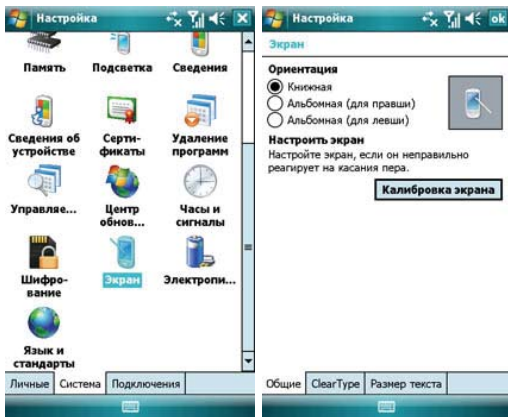 Настройка
Память Подсветка Сведения
Сведения об устройстве Серти-фикаты Удаление программ
Управляе... Центр обнов... Часы и сигналы
Шифро-вание Экран Электропи...
Язык и стандарты
Личные Система Подключения
Настройка ok
Экран
Ориентация
Книжная
Альбомная (для правши)
Альбомная (для левши)
Настроить экран
Настройте экран, если он неправильно
реагирует на касания пера.
Калибровка экрана
Общие ClearType Размер текста